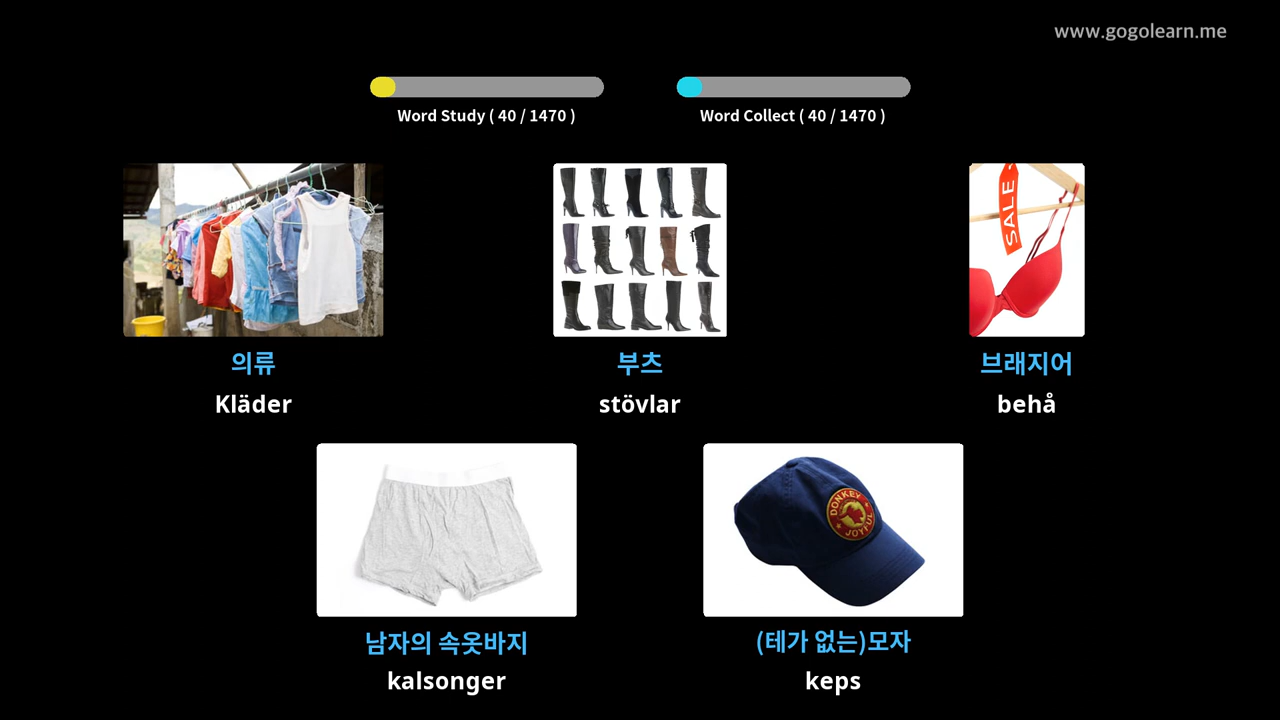 www.gogolearn.me
Word Study ( 40 / 1470 )
Word Collect ( 40 / 1470 )
SALE
의류
부츠
브래지어
Kläder
stövlar
behå
DONKEY
JOYFUL
남자의 속옷바지
(테가 없는)모자
kalsonger
keps